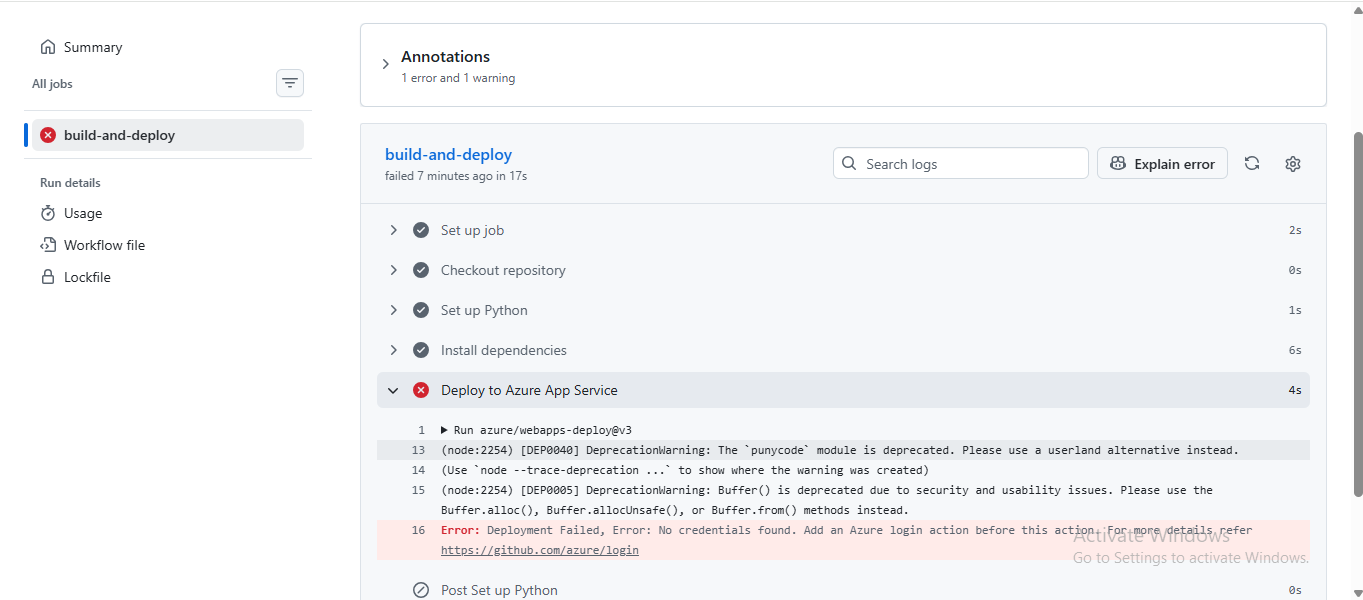 Summary
All jobs
build-and-deploy
Run details
Usage
Workflow file
Lockfile
Annotations
1 error and 1 warning
build-and-deploy
failed 7 minutes ago in 17s
Search logs
Explain error
Set up job 2s
Checkout repository 0s
Set up Python 1s
Install dependencies 6s
Deploy to Azure App Service 4s
1 Run azure/webapps-deploy@v3
13 (node:2254) [DEP0040] DeprecationWarning: The `punycode` module is deprecated. Please use a userland alternative instead.
14 (Use `node --trace-deprecation ...` to show where the warning was created)
15 (node:2254) [DEP0005] DeprecationWarning: Buffer() is deprecated due to security and usability issues. Please use the
Buffer.alloc(), Buffer.allocUnsafe(), or Buffer.from() methods instead.
16 Error: Deployment Failed, Error: No credentials found. Add an Azure login action before this action. For more details refer
https://github.com/azure/login
Activate Windows
Go to Settings to activate Windows.
Post Set up Python 0s